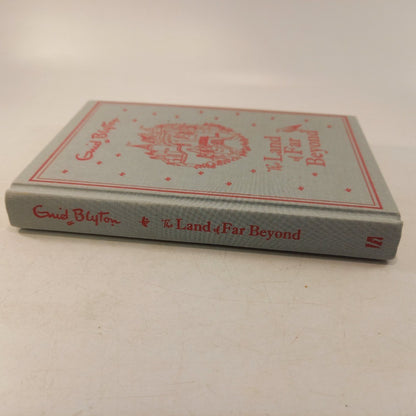 Enid Blyton
The Land
of Far
Beyond
Enid Blyton The Land of Far Beyond